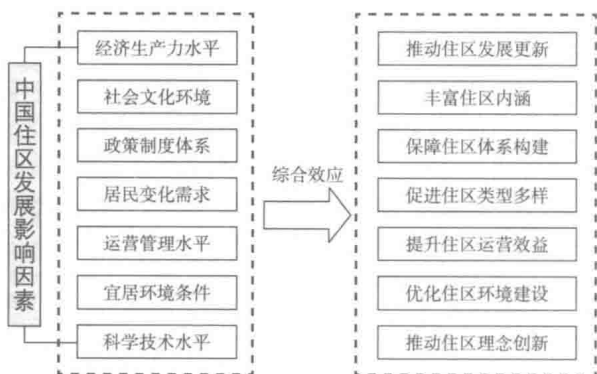 中国住区发展影响因素
经济生产力水平
社会文化环境
政策制度体系
居民变化需求
运营管理水平
宜居环境条件
科学技术水平
综合效应
推动住区发展更新
丰富住区内涵
保障住区体系构建
促进住区类型多样
提升住区运营效益
优化住区环境建设
推动住区理念创新